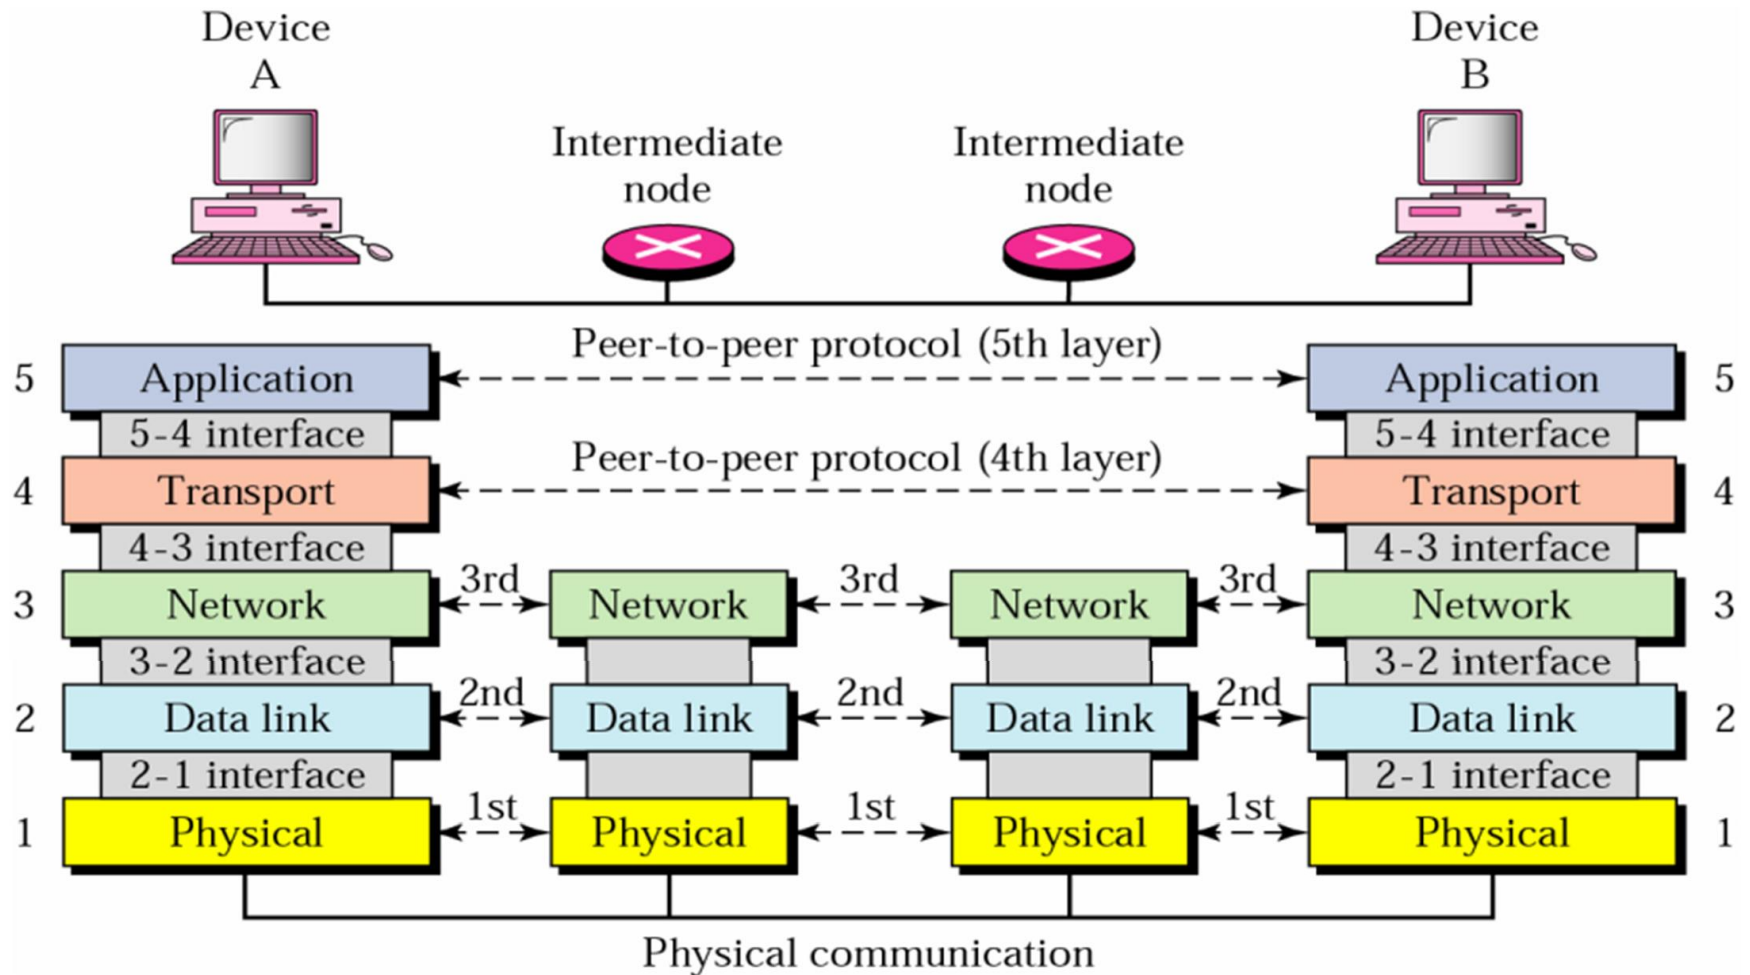 Device
A
Device
B
Intermediate
node
Intermediate
node
Peer-to-peer protocol (5th layer)
5 Application Application 5
5-4 interface 5-4 interface
Peer-to-peer protocol (4th layer)
4 Transport Transport 4
4-3 interface 4-3 interface
3rd 3rd 3rd
3 Network Network Network Network 3
3-2 interface 3-2 interface
2nd 2nd 2nd
2 Data link Data link Data link Data link 2
2-1 interface 2-1 interface
1st 1st 1st
1 Physical Physical Physical Physical 1
Physical communication